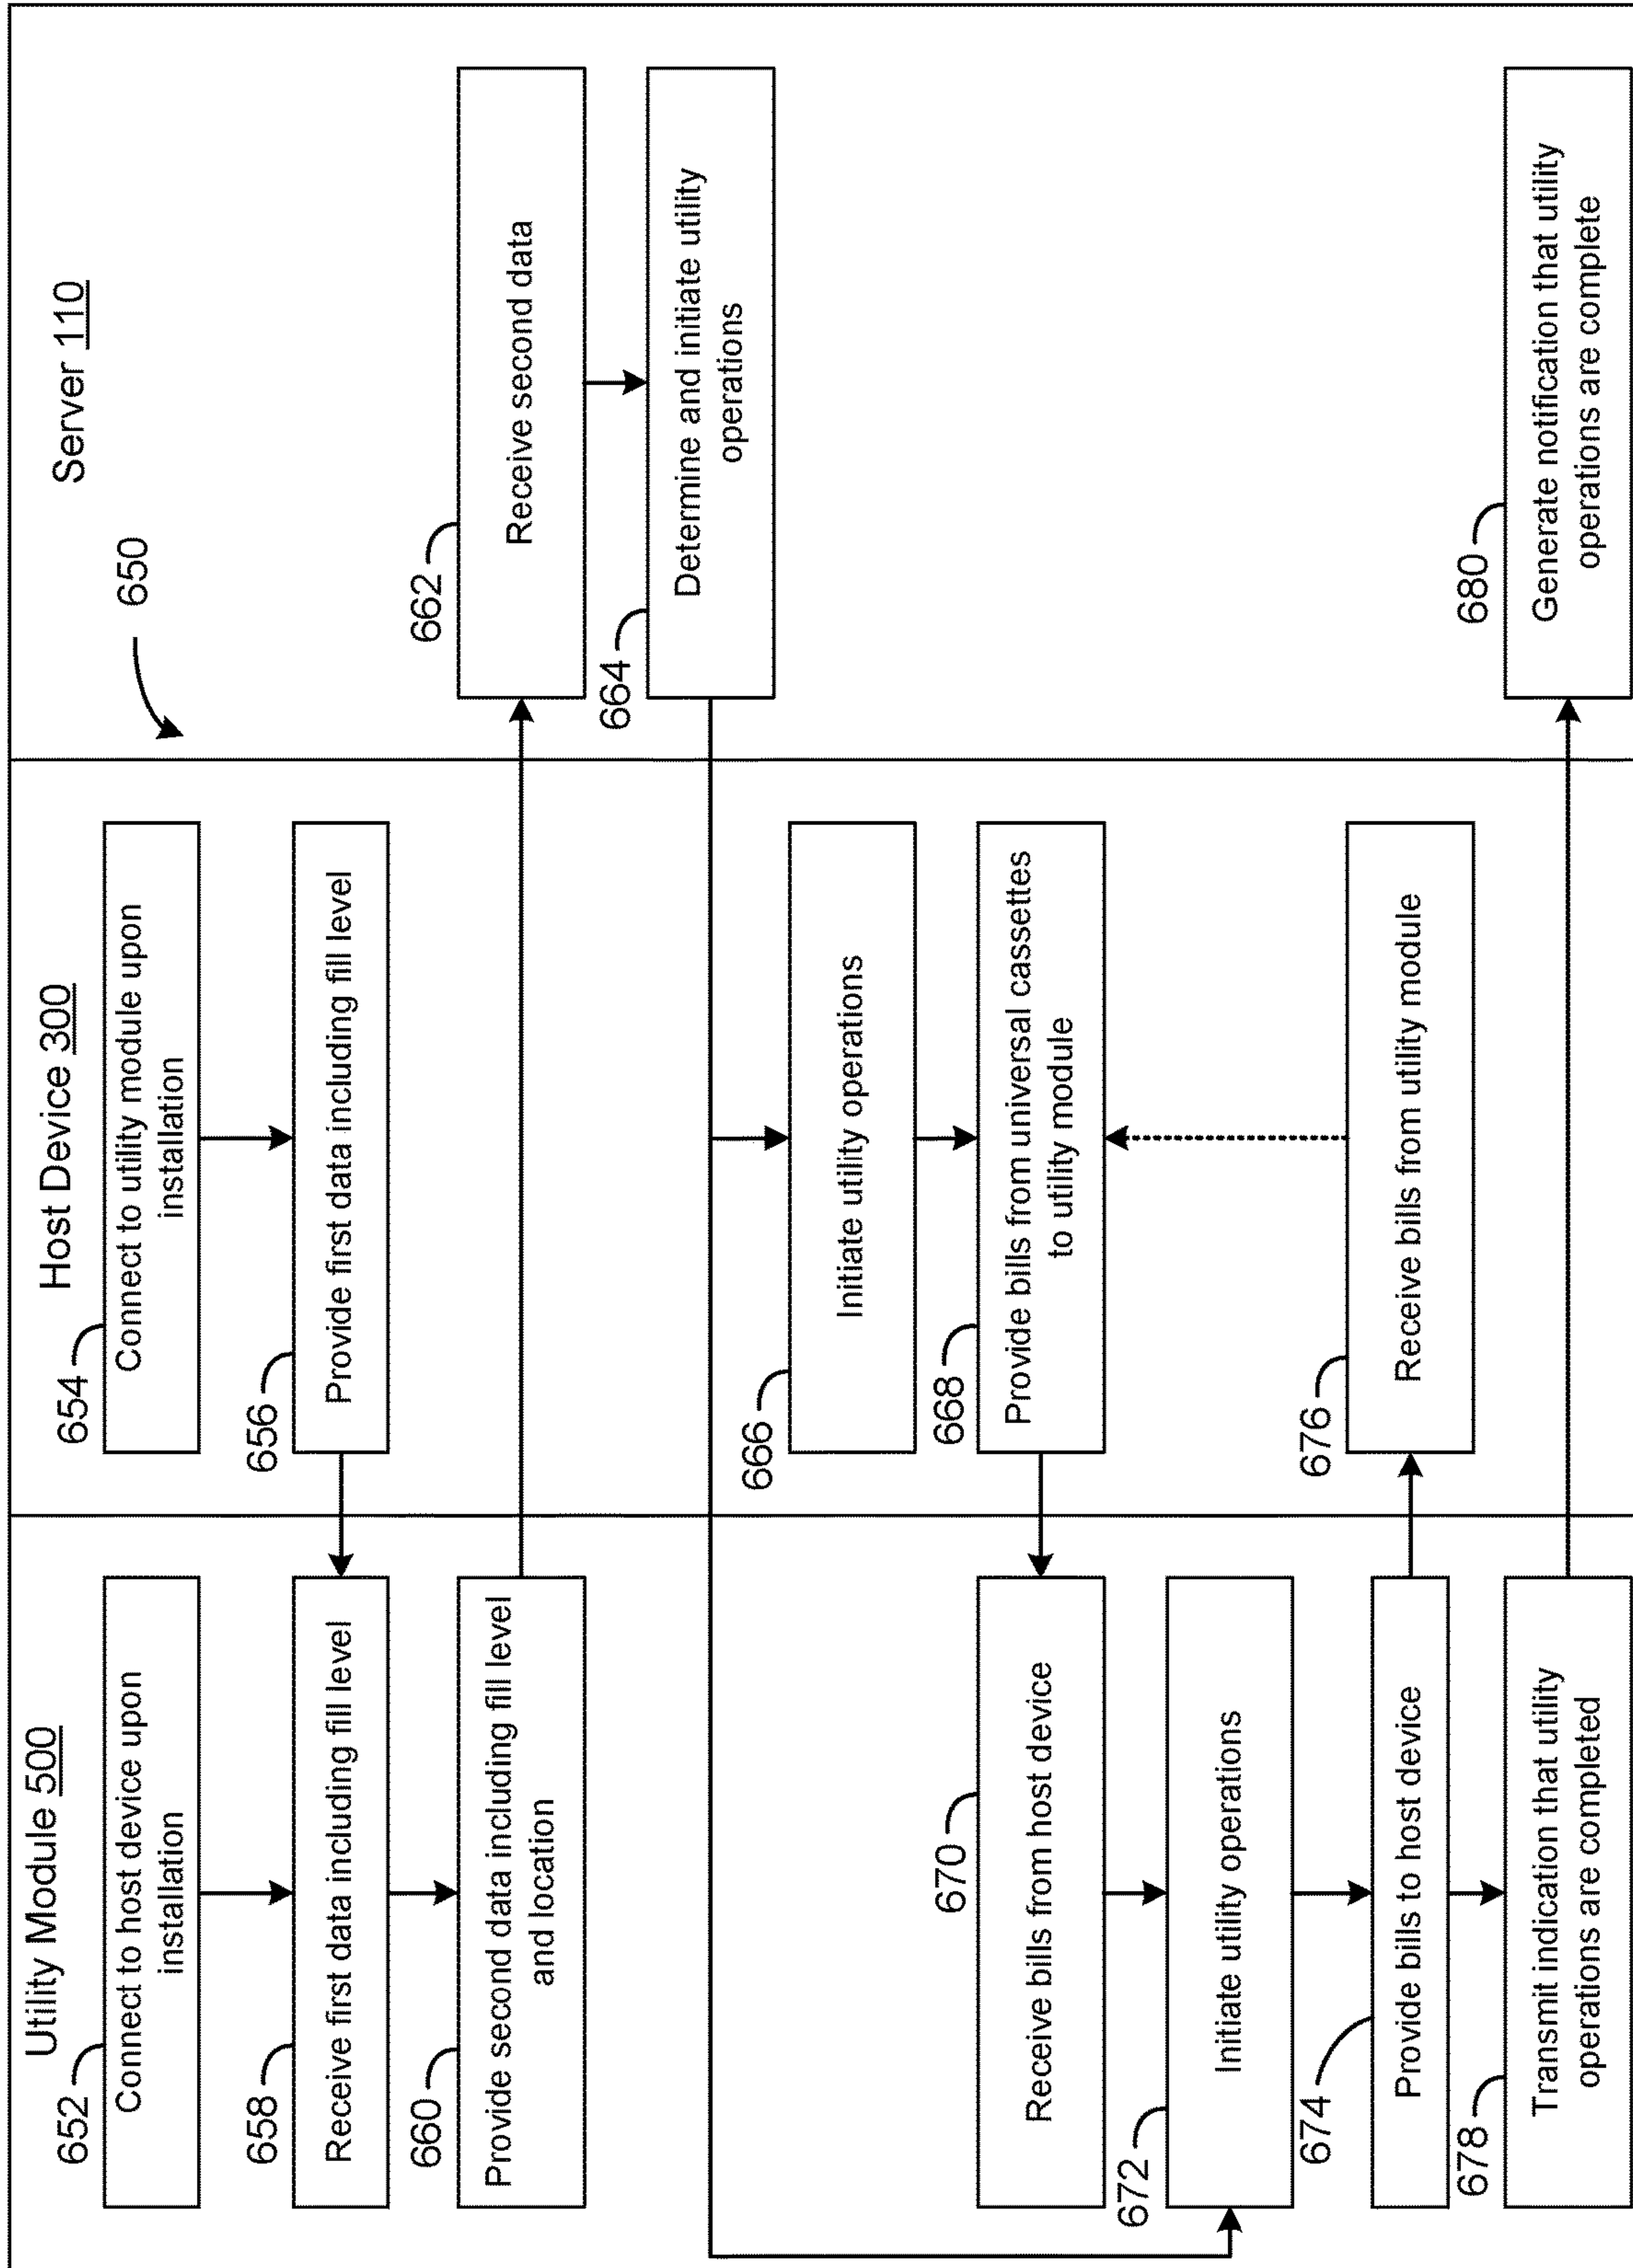 Utility Module 500
Host Device 300
Server 110
650
652
Connect to host device upon
installation
654
Connect to utility module upon
installation
656
Provide first data including fill level
658
Receive first data including fill level
660
Provide second data including fill level
and location
662
Receive second data
664
Determine and initiate utility
operations
666
Initiate utility operations
668
Provide bills from universal cassettes
to utility module
670
Receive bills from host device
672
Initiate utility operations
674
Provide bills to host device
676
Receive bills from utility module
678
Transmit indication that utility
operations are completed
680
Generate notification that utility
operations are complete